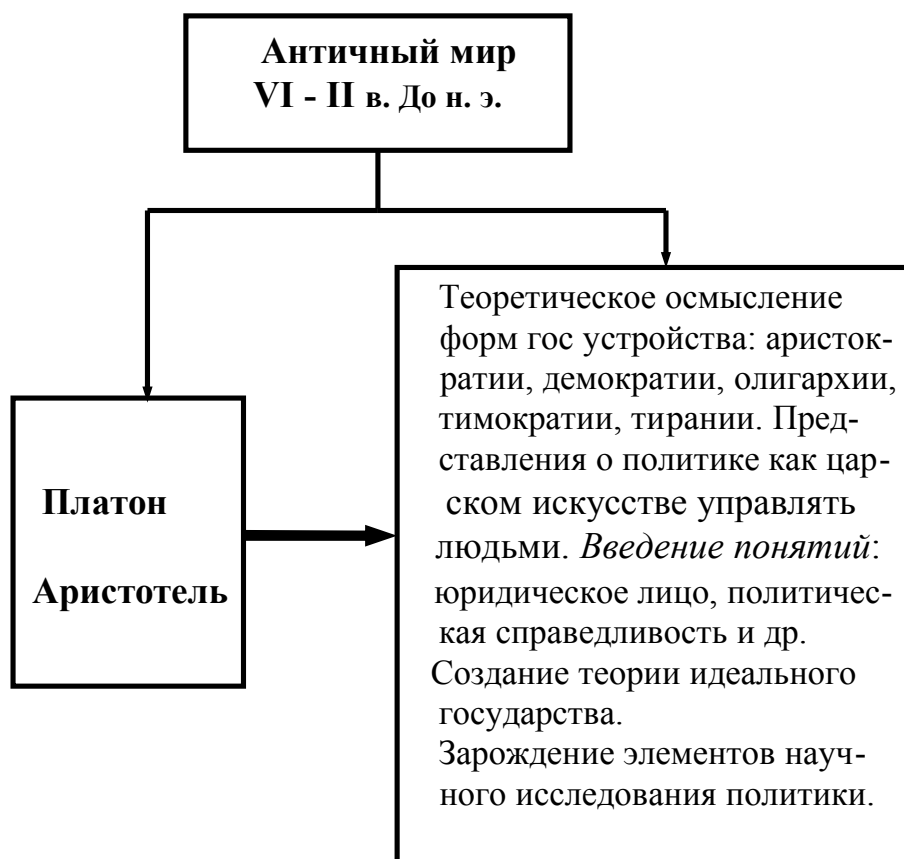 Античный мир
VI - II в. До н. э.
Платон
Аристотель
Теоретическое осмысление
форм гос устройства: аристок-
ратии, демократии, олигархии,
тимократии, тирании. Пред-
ставления о политике как цар-
ском искусстве управлять
людьми. Введение понятий:
юридическое лицо, политичес-
кая справедливость и др.
Создание теории идеального
государства.
Зарождение элементов науч-
ного исследования политики.